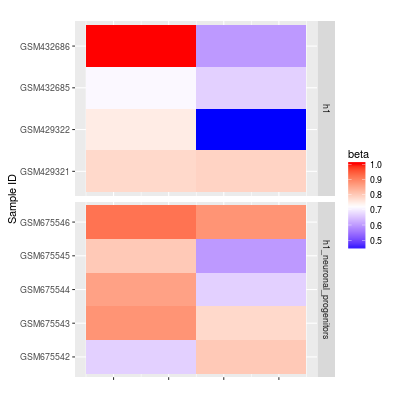 GSM432686
GSM432685
GSM429322
GSM429321
h1
GSM675546
GSM675545
GSM675544
GSM675543
GSM675542
h1_neuronal_progenitors
Sample ID
beta
1.0
0.9
0.8
0.7
0.6
0.5